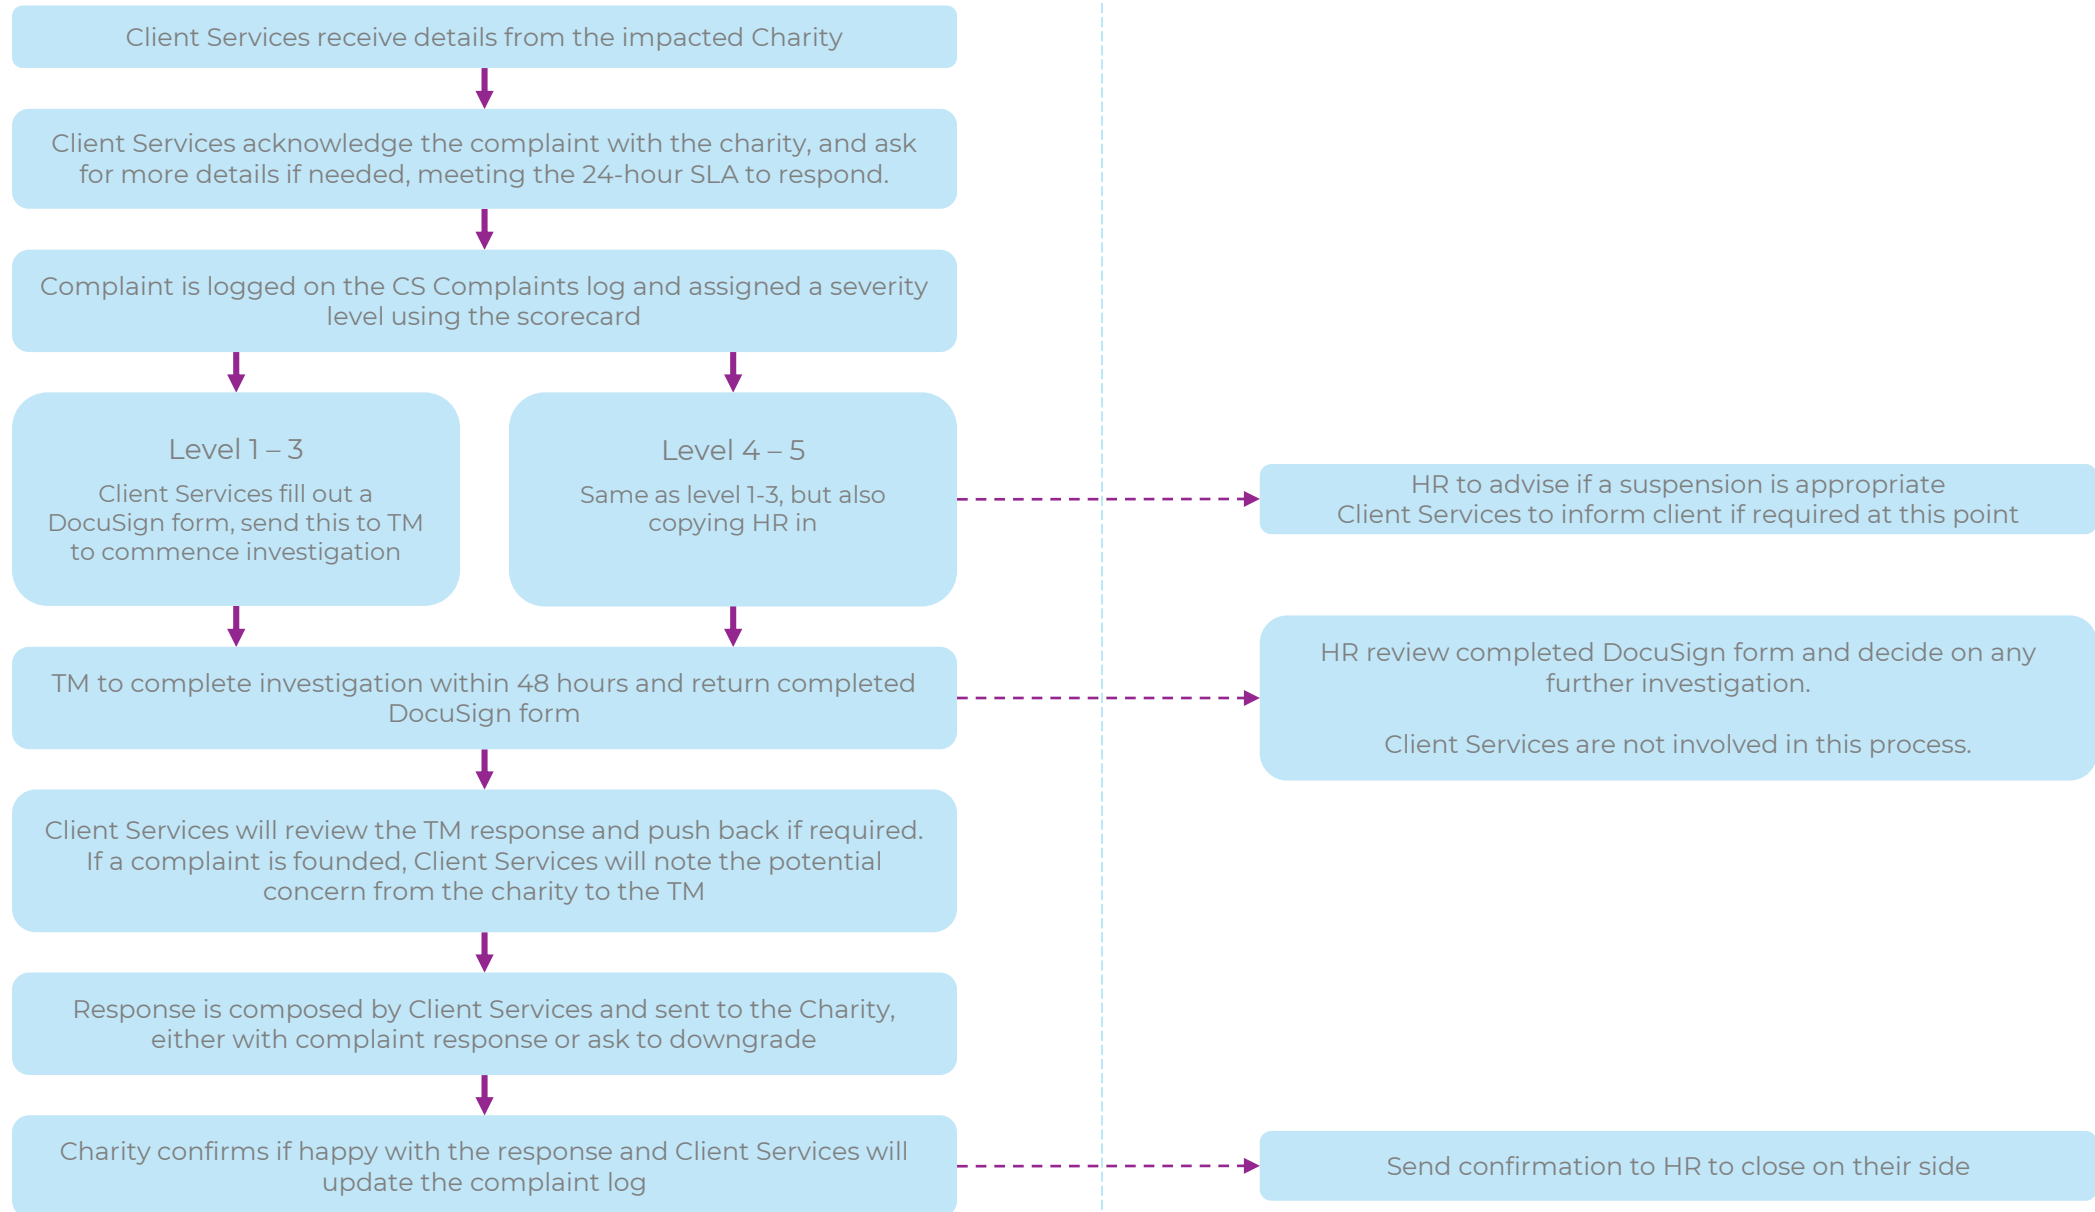 Client Services receive details from the impacted Charity
Client Services acknowledge the complaint with the charity, and ask
for more details if needed, meeting the 24-hour SLA to respond.
Complaint is logged on the CS Complaints log and assigned a severity
level using the scorecard
Level 1 – 3
Client Services fill out a
DocuSign form, send this to TM
to commence investigation
Level 4 – 5
Same as level 1-3, but also
copying HR in
HR to advise if a suspension is appropriate
Client Services to inform client if required at this point
TM to complete investigation within 48 hours and return completed
DocuSign form
HR review completed DocuSign form and decide on any
further investigation.
Client Services are not involved in this process.
Client Services will review the TM response and push back if required.
If a complaint is founded, Client Services will note the potential
concern from the charity to the TM
Response is composed by Client Services and sent to the Charity,
either with complaint response or ask to downgrade
Charity confirms if happy with the response and Client Services will
update the complaint log
Send confirmation to HR to close on their side